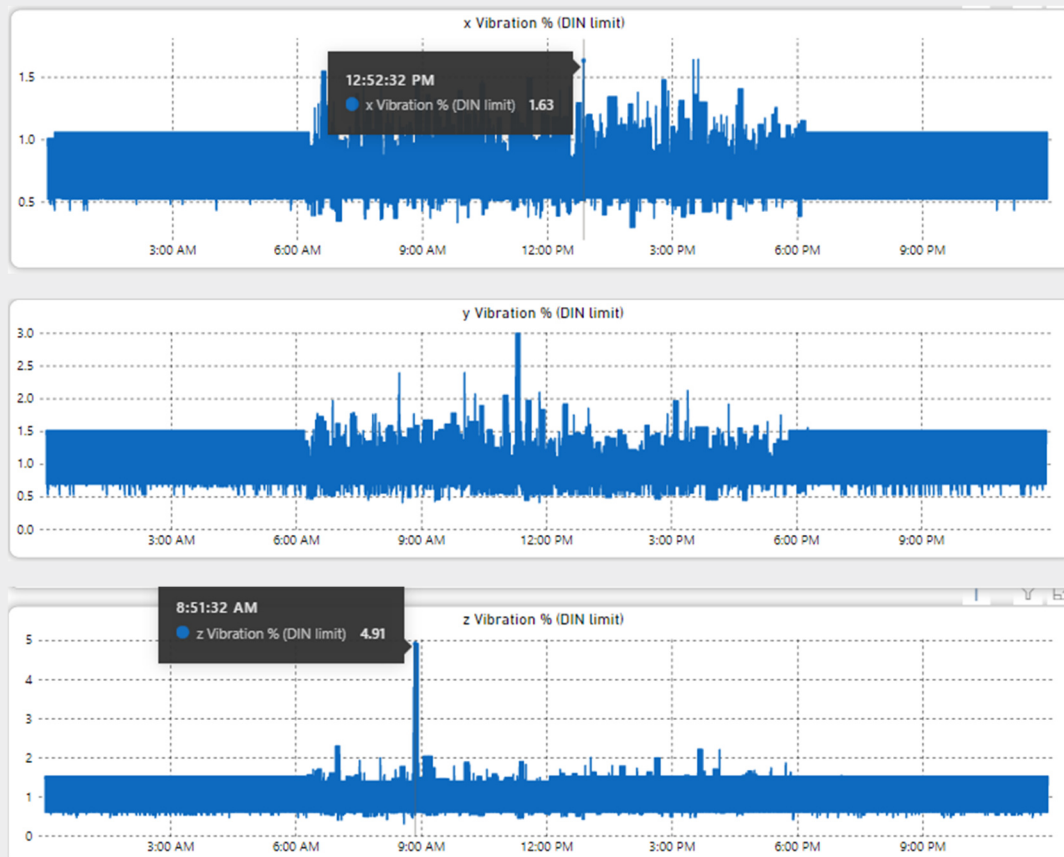 x Vibration % (DIN limit)
12:52:32 PM
x Vibration % (DIN limit) 1.63
1.5
1.0
0.5
3:00 AM 6:00 AM 9:00 AM 12:00 PM 3:00 PM 6:00 PM 9:00 PM
y Vibration % (DIN limit)
3.0
2.5
2.0
1.5
1.0
0.5
0.0
3:00 AM 6:00 AM 9:00 AM 12:00 PM 3:00 PM 6:00 PM 9:00 PM
8:51:32 AM
z Vibration % (DIN limit) 4.91
z Vibration % (DIN limit)
5
4
3
2
1
0
3:00 AM 6:00 AM 9:00 AM 12:00 PM 3:00 PM 6:00 PM 9:00 PM